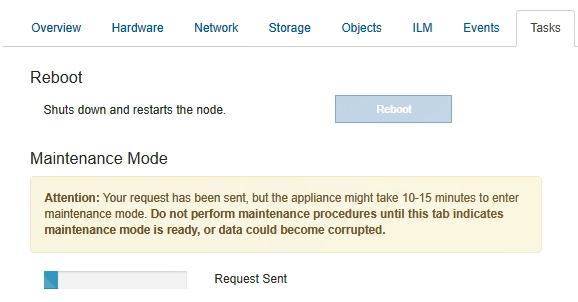 Overview Hardware Network Storage Objects ILM Events Tasks
Reboot
Shuts down and restarts the node. Reboot
Maintenance Mode
Attention: Your request has been sent, but the appliance might take 10-15 minutes to enter
maintenance mode. Do not perform maintenance procedures until this tab indicates
maintenance mode is ready, or data could become corrupted.
Request Sent